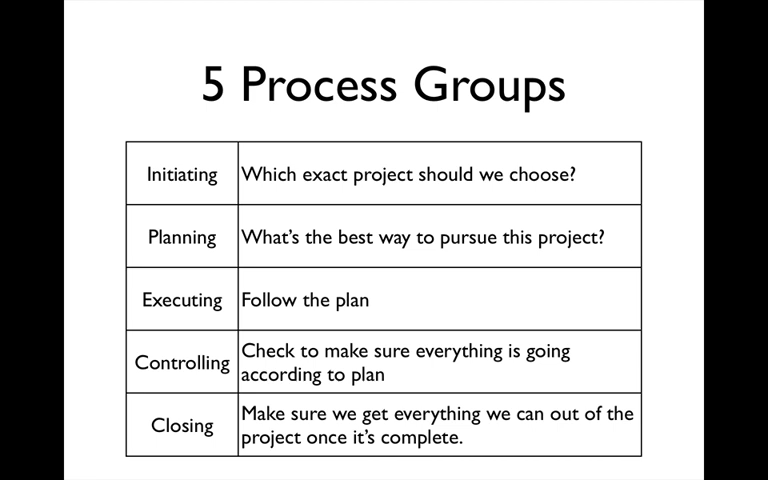 5 Process Groups
Initiating
Which exact project should we choose?
Planning
What's the best way to pursue this project?
Executing
Follow the plan
Controlling
Check to make sure everything is going
according to plan
Closing
Make sure we get everything we can out of the
project once it's complete.